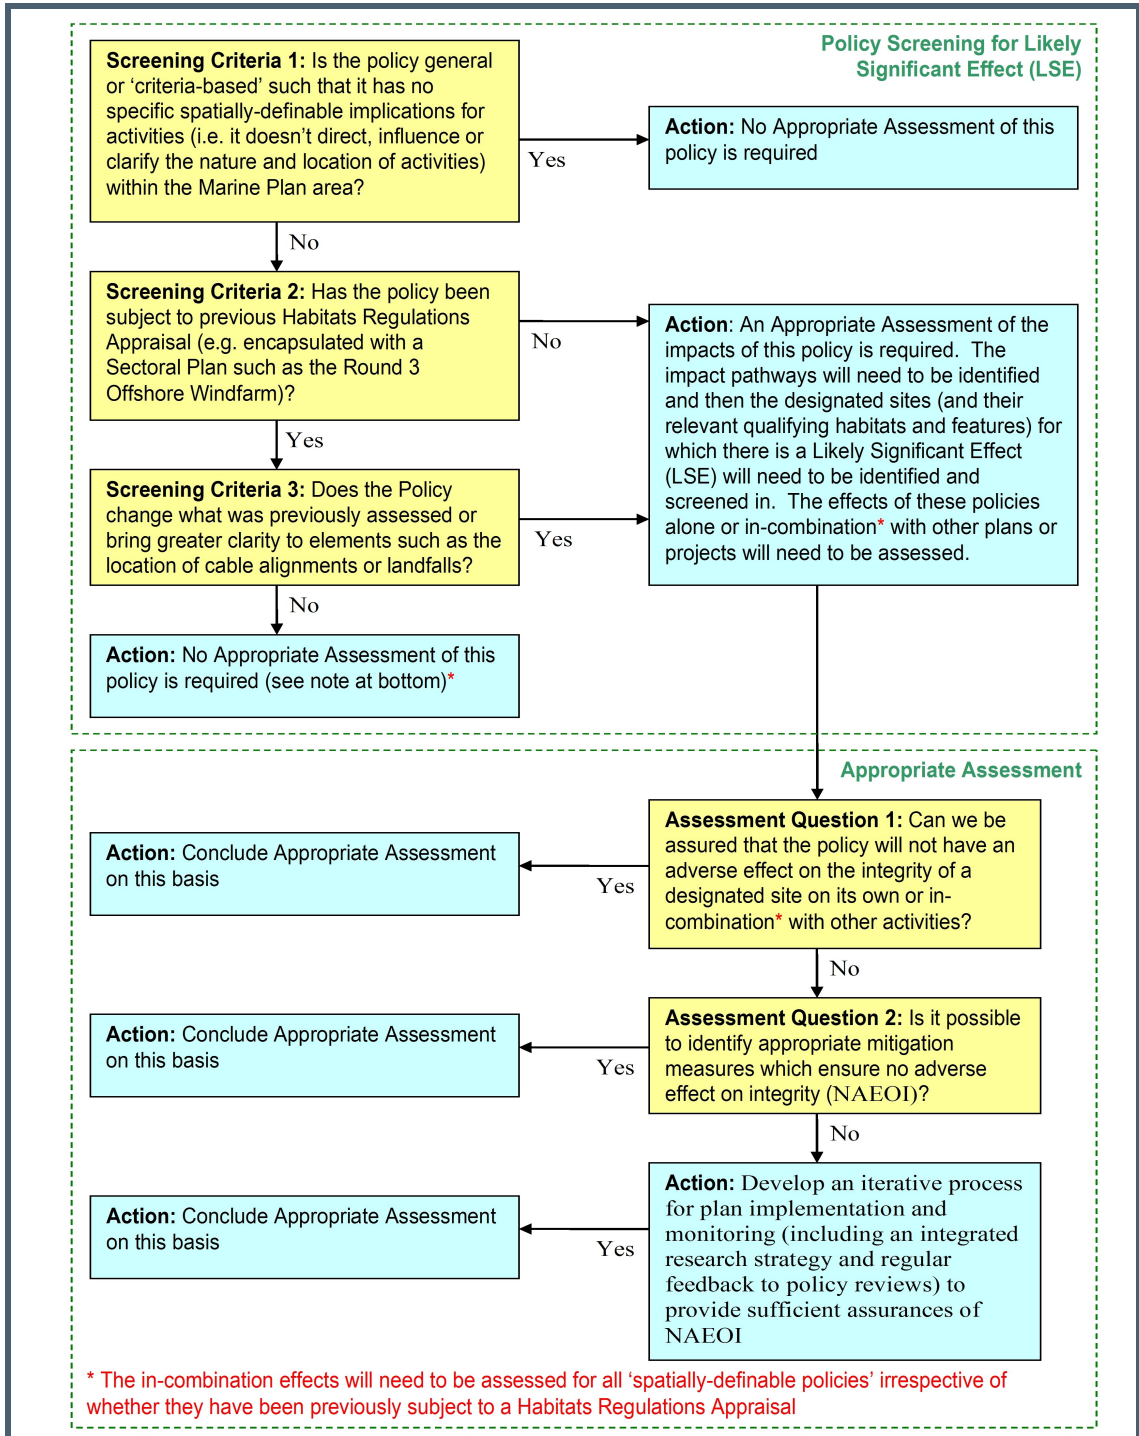 Policy Screening for Likely
Significant Effect (LSE)
Screening Criteria 1: Is the policy general
or ‘criteria-based’ such that it has no
specific spatially-definable implications for
activities (i.e. it doesn’t direct, influence or
clarify the nature and location of activities)
within the Marine Plan area?
Yes
Action: No Appropriate Assessment of this
policy is required
No
Screening Criteria 2: Has the policy been
subject to previous Habitats Regulations
Appraisal (e.g. encapsulated with a
Sectoral Plan such as the Round 3
Offshore Windfarm)?
No
Action: An Appropriate Assessment of the
impacts of this policy is required. The
impact pathways will need to be identified
and then the designated sites (and their
relevant qualifying habitats and features) for
which there is a Likely Significant Effect
(LSE) will need to be identified and
screened in. The effects of these policies
alone or in-combination* with other plans or
projects will need to be assessed.
Yes
Screening Criteria 3: Does the Policy
change what was previously assessed or
bring greater clarity to elements such as the
location of cable alignments or landfalls?
Yes
No
Action: No Appropriate Assessment of this
policy is required (see note at bottom)*
Appropriate Assessment
Assessment Question 1: Can we be
assured that the policy will not have an
adverse effect on the integrity of a
designated site on its own or in-
combination* with other activities?
Yes
Action: Conclude Appropriate Assessment
on this basis
No
Assessment Question 2: Is it possible
to identify appropriate mitigation
measures which ensure no adverse
effect on integrity (NAEOI)?
Yes
Action: Conclude Appropriate Assessment
on this basis
No
Action: Develop an iterative process
for plan implementation and
monitoring (including an integrated
research strategy and regular
feedback to policy reviews) to
provide sufficient assurances of
NAEOI
Yes
Action: Conclude Appropriate Assessment
on this basis
* The in-combination effects will need to be assessed for all ‘spatially-definable policies’ irrespective of
whether they have been previously subject to a Habitats Regulations Appraisal